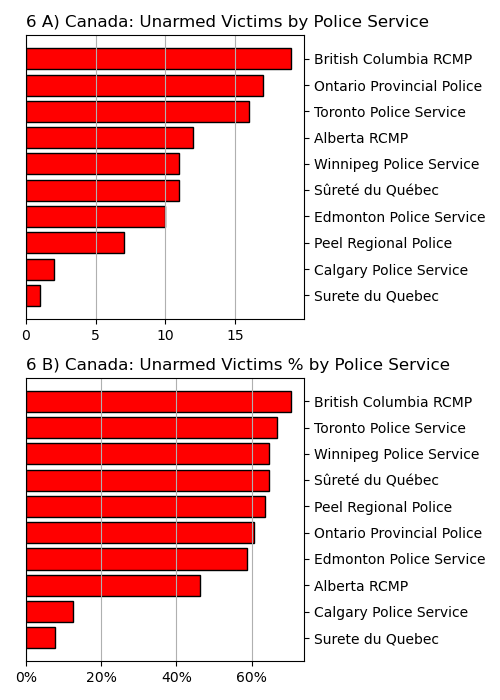 6 A) Canada: Unarmed Victims by Police Service
British Columbia RCMP
Ontario Provincial Police
Toronto Police Service
Alberta RCMP
Winnipeg Police Service
Sûreté du Québec
Edmonton Police Service
Peel Regional Police
Calgary Police Service
Surete du Quebec
0 5 10 15
6 B) Canada: Unarmed Victims % by Police Service
British Columbia RCMP
Toronto Police Service
Winnipeg Police Service
Sûreté du Québec
Peel Regional Police
Ontario Provincial Police
Edmonton Police Service
Alberta RCMP
Calgary Police Service
Surete du Quebec
0% 20% 40% 60%